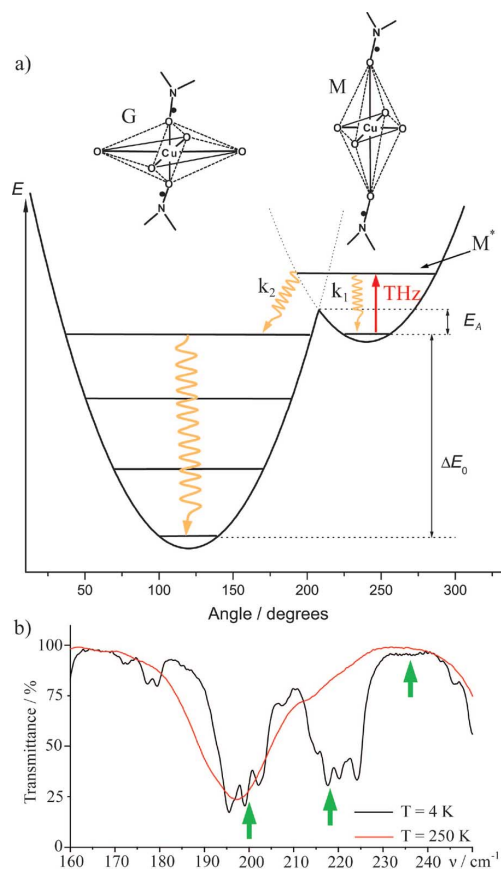 a)
G
N
O
O
O
Cu
O
O
O
M
N
O
O
O
Cu
O
O
O
N
N
E
M*
k₂
k₁
THz
E_A
ΔE₀
50 100 150 200 250 300
Angle / degrees
b)
Transmittance / %
100
75
50
25
0
T = 4 K
T = 250 K
160 170 180 190 200 210 220 230 240
ν / cm⁻¹